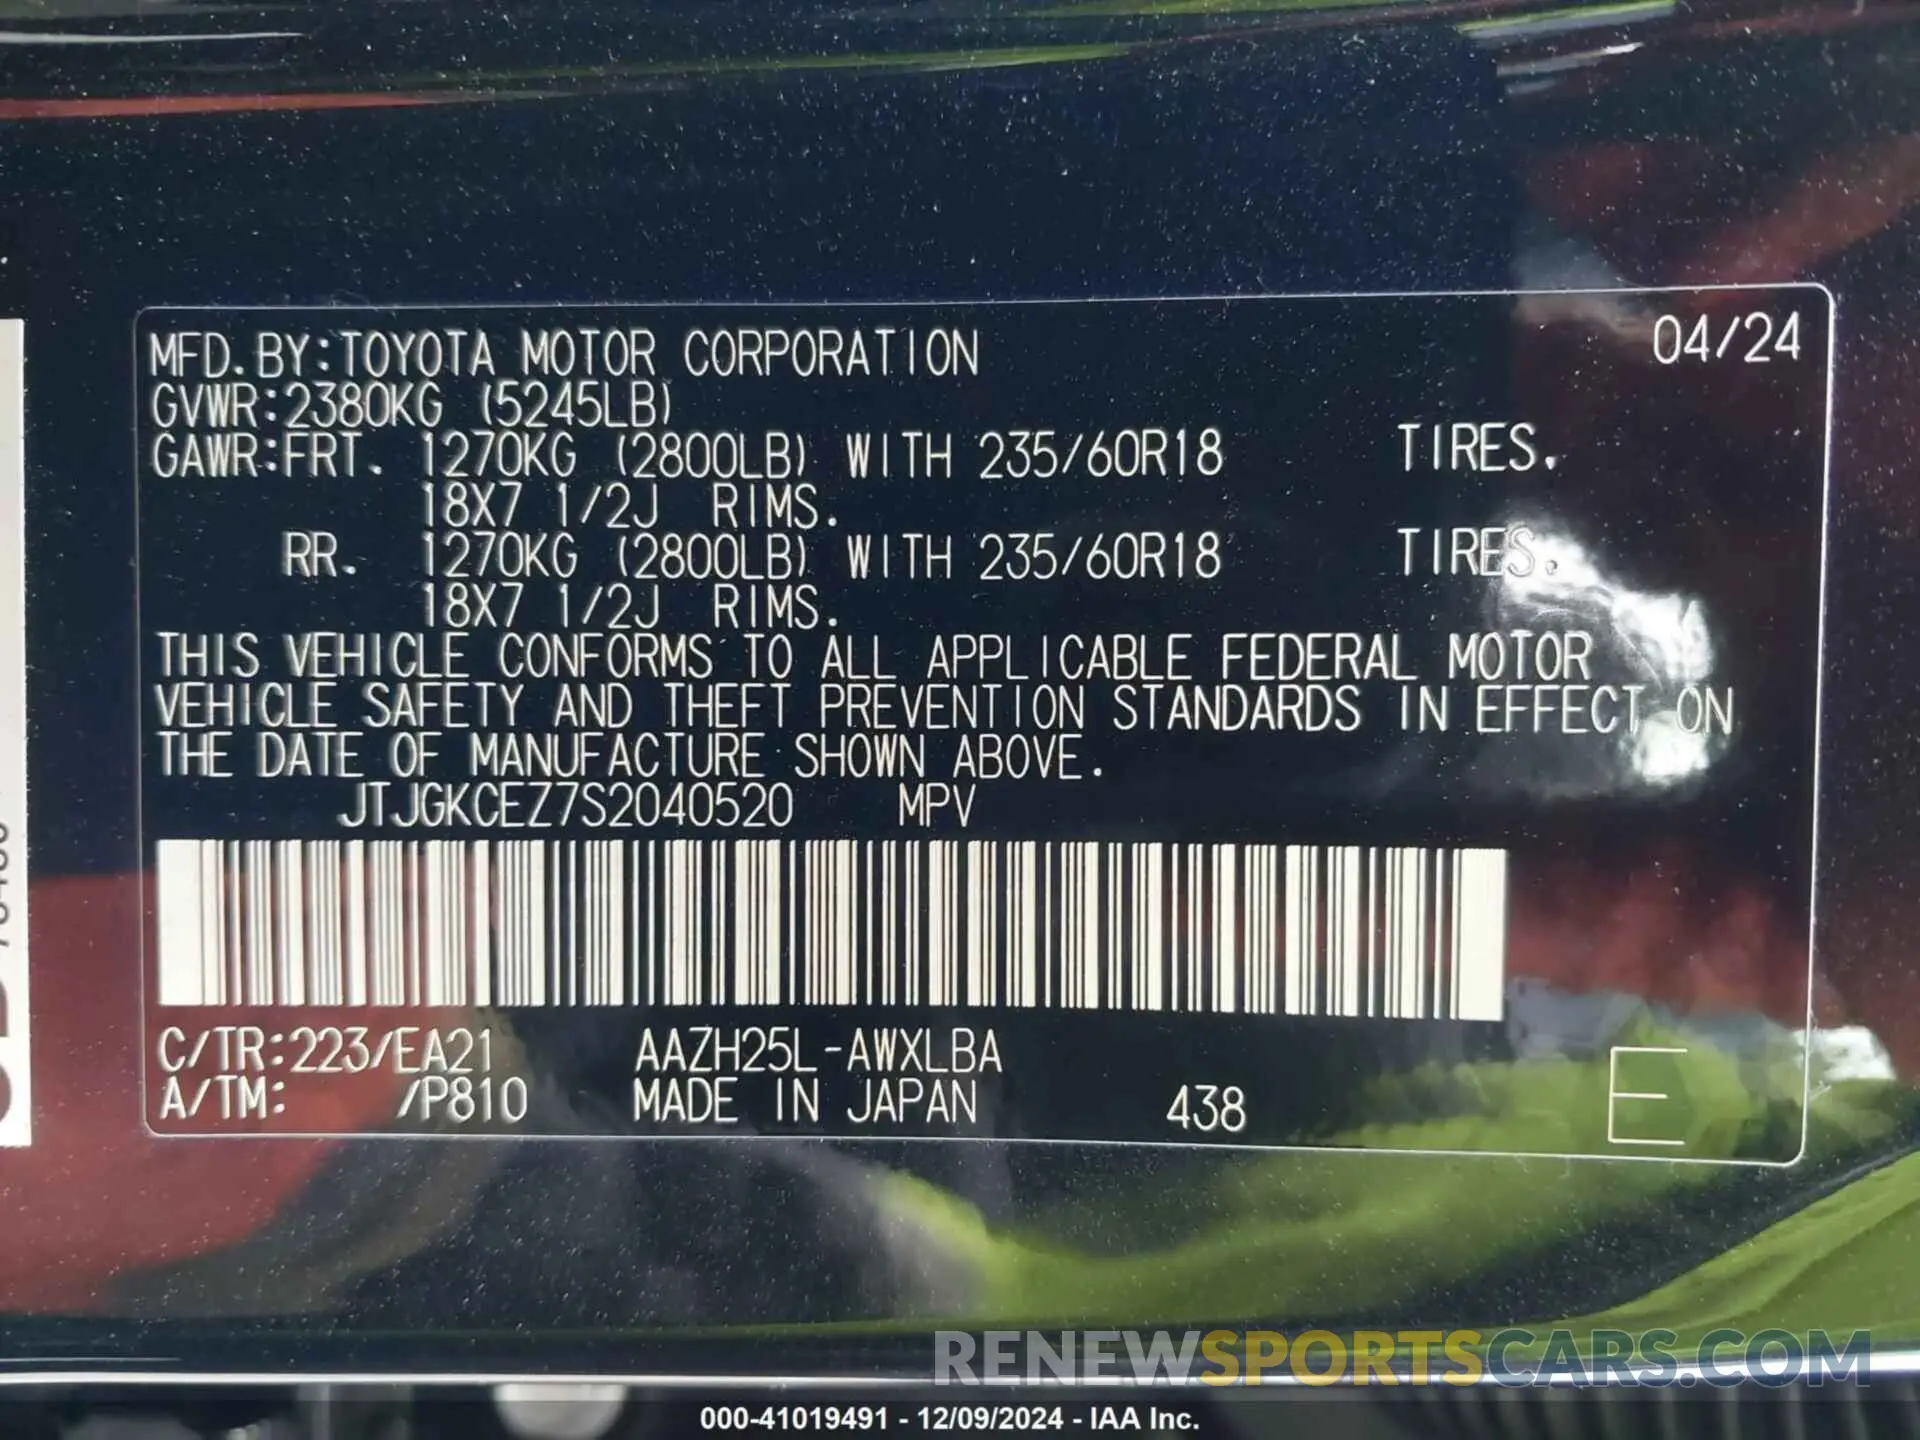 MFD.BY:TOYOTA MOTOR CORPORATION 04/24
GVWR:2380KG (5245LB)
GAWR:FRT. 1270KG (2800LB) WITH 235/60R18 TIRES.
18X7 1/2J RIMS.
RR. 1270KG (2800LB) WITH 235/60R18 TIRES.
18X7 1/2J RIMS.
THIS VEHICLE CONFORMS TO ALL APPLICABLE FEDERAL MOTOR
VEHICLE SAFETY AND THEFT PREVENTION STANDARDS IN EFFECT ON
THE DATE OF MANUFACTURE SHOWN ABOVE.
JTJGKCEZ7S2040520 MPV
C/TR:223/EA21 AAZH25L-AWXLBA
A/TM: /P810 MADE IN JAPAN 438 E
RENEWSPORTSCARS.COM
000-41019491 - 12/09/2024 - IAA Inc.